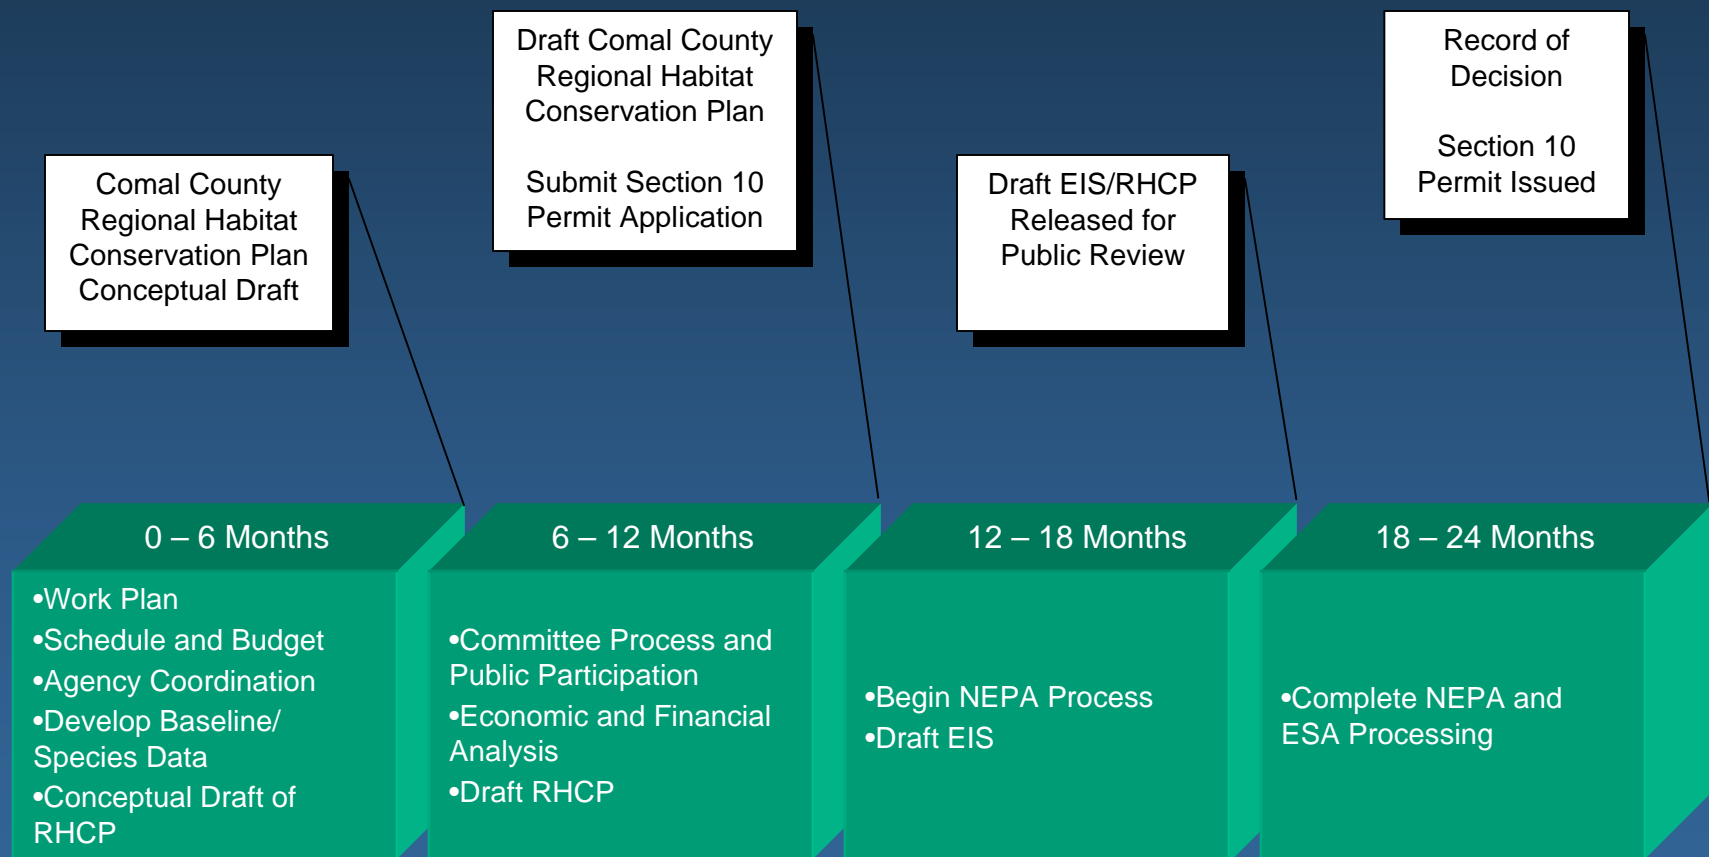 Comal County
Regional Habitat
Conservation Plan
Conceptual Draft
Draft Comal County
Regional Habitat
Conservation Plan
Submit Section 10
Permit Application
Draft EIS/RHCP
Released for
Public Review
Record of
Decision
Section 10
Permit Issued
0 – 6 Months
•Work Plan
•Schedule and Budget
•Agency Coordination
•Develop Baseline/
Species Data
•Conceptual Draft of
RHCP
6 – 12 Months
•Committee Process and
Public Participation
•Economic and Financial
Analysis
•Draft RHCP
12 – 18 Months
•Begin NEPA Process
•Draft EIS
18 – 24 Months
•Complete NEPA and
ESA Processing